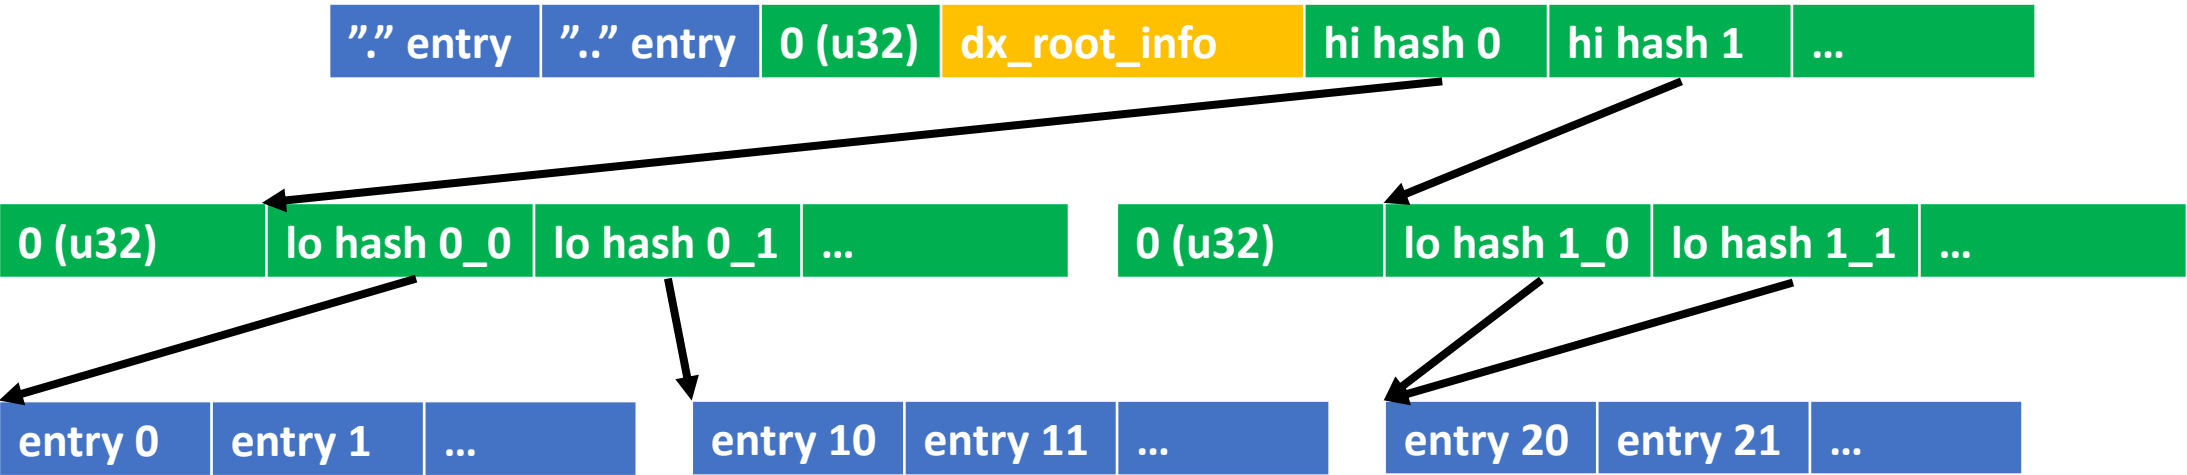 ”.” entry ”..” entry 0 (u32) dx_root_info hi hash 0 hi hash 1 ...
0 (u32) lo hash 0_0 lo hash 0_1 ... 0 (u32) lo hash 1_0 lo hash 1_1 ...
entry 0 entry 1 ... entry 10 entry 11 ... entry 20 entry 21 ...